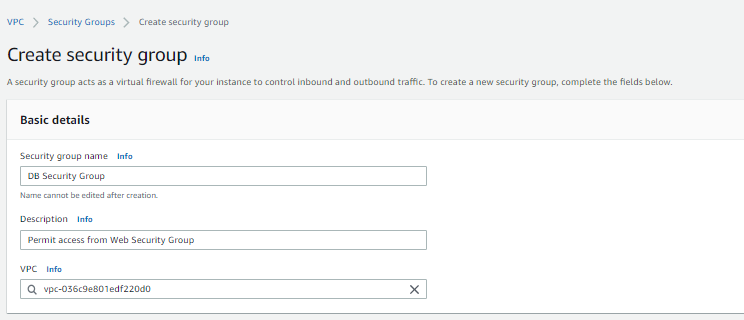 VPC > Security Groups > Create security group
Create security group Info
A security group acts as a virtual firewall for your instance to control inbound and outbound traffic. To create a new security group, complete the fields below.
Basic details
Security group name Info
DB Security Group
Name cannot be edited after creation.
Description Info
Permit access from Web Security Group
VPC Info
vpc-036c9e801edf220d0